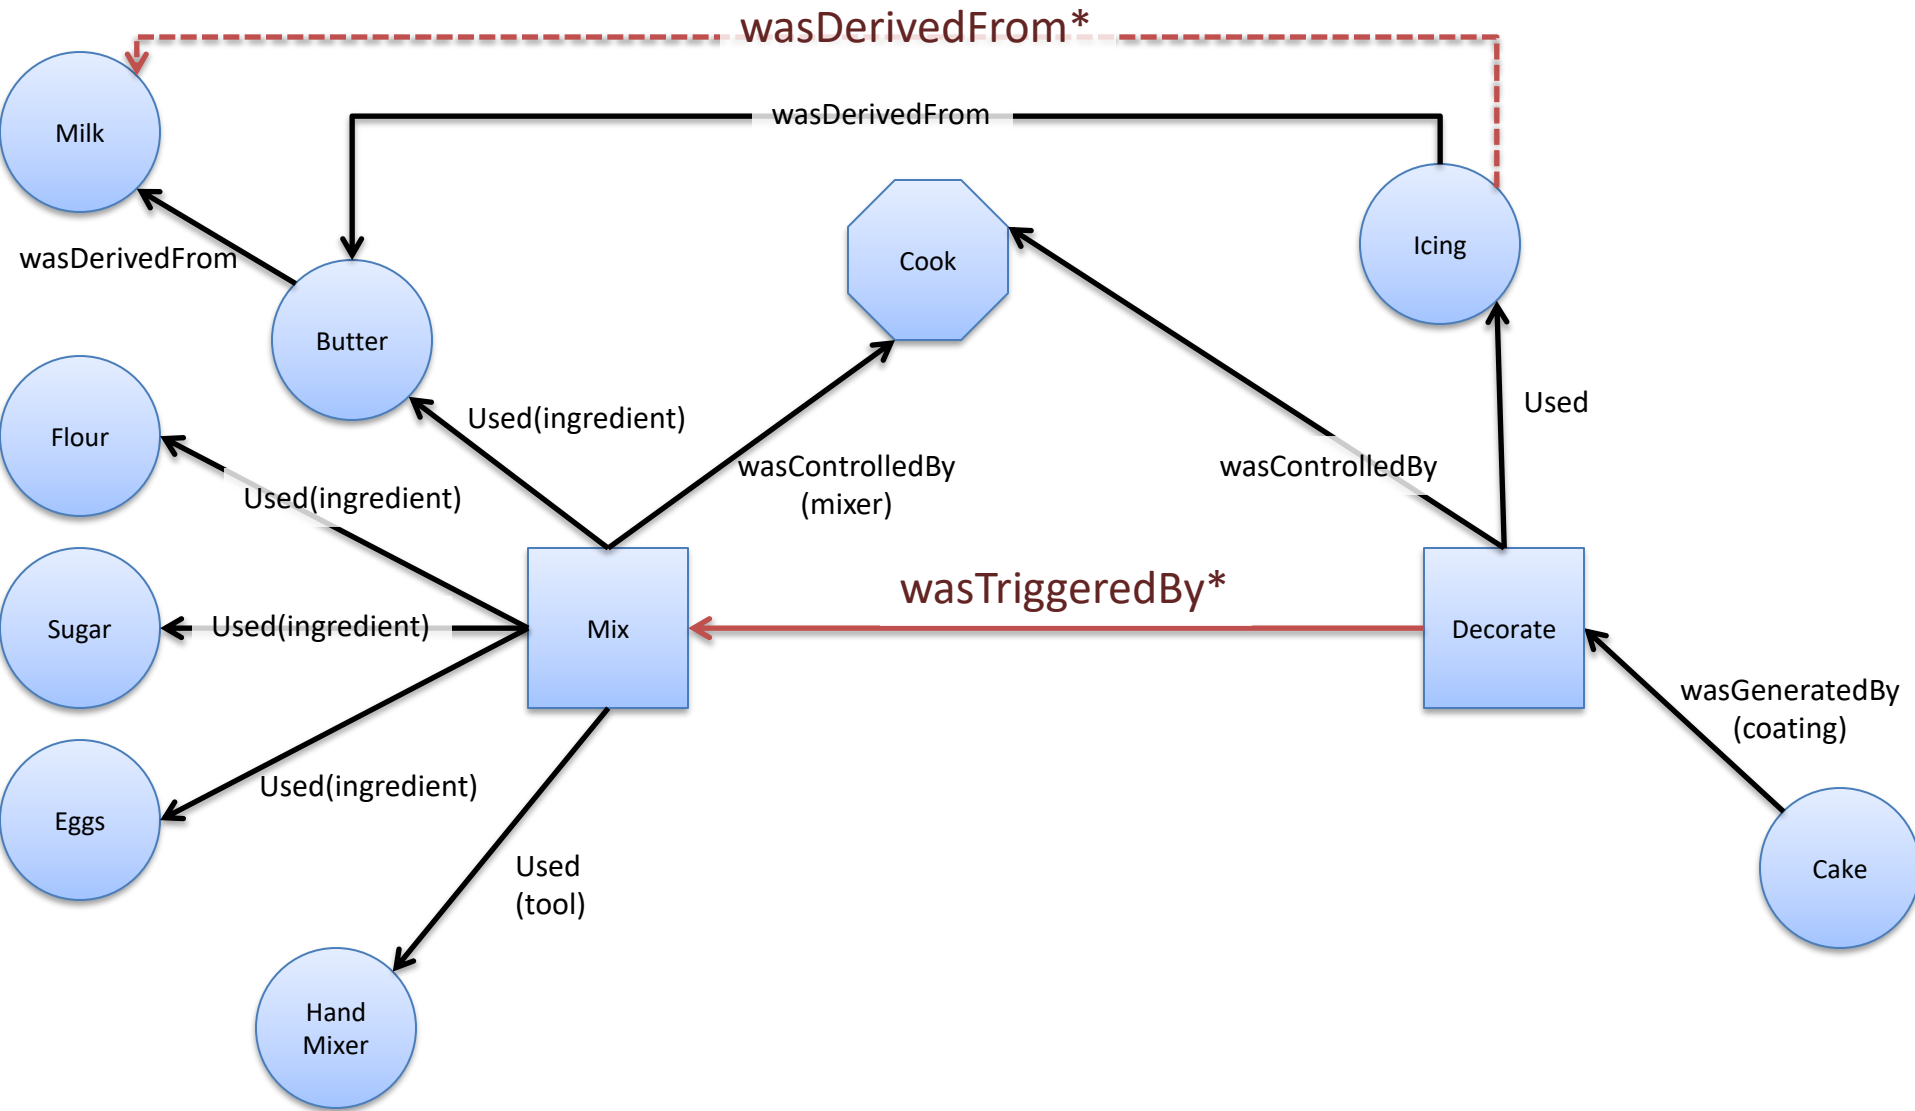 wasDerivedFrom*
wasDerivedFrom
Milk
Cook
Icing
wasDerivedFrom
Butter
Used(ingredient)
Used
Flour
wasControlledBy
(mixer)
wasControlledBy
Used(ingredient)
wasTriggeredBy*
Sugar
Used(ingredient)
Mix
Decorate
wasGeneratedBy
(coating)
Used(ingredient)
Eggs
Used
(tool)
Cake
Hand
Mixer